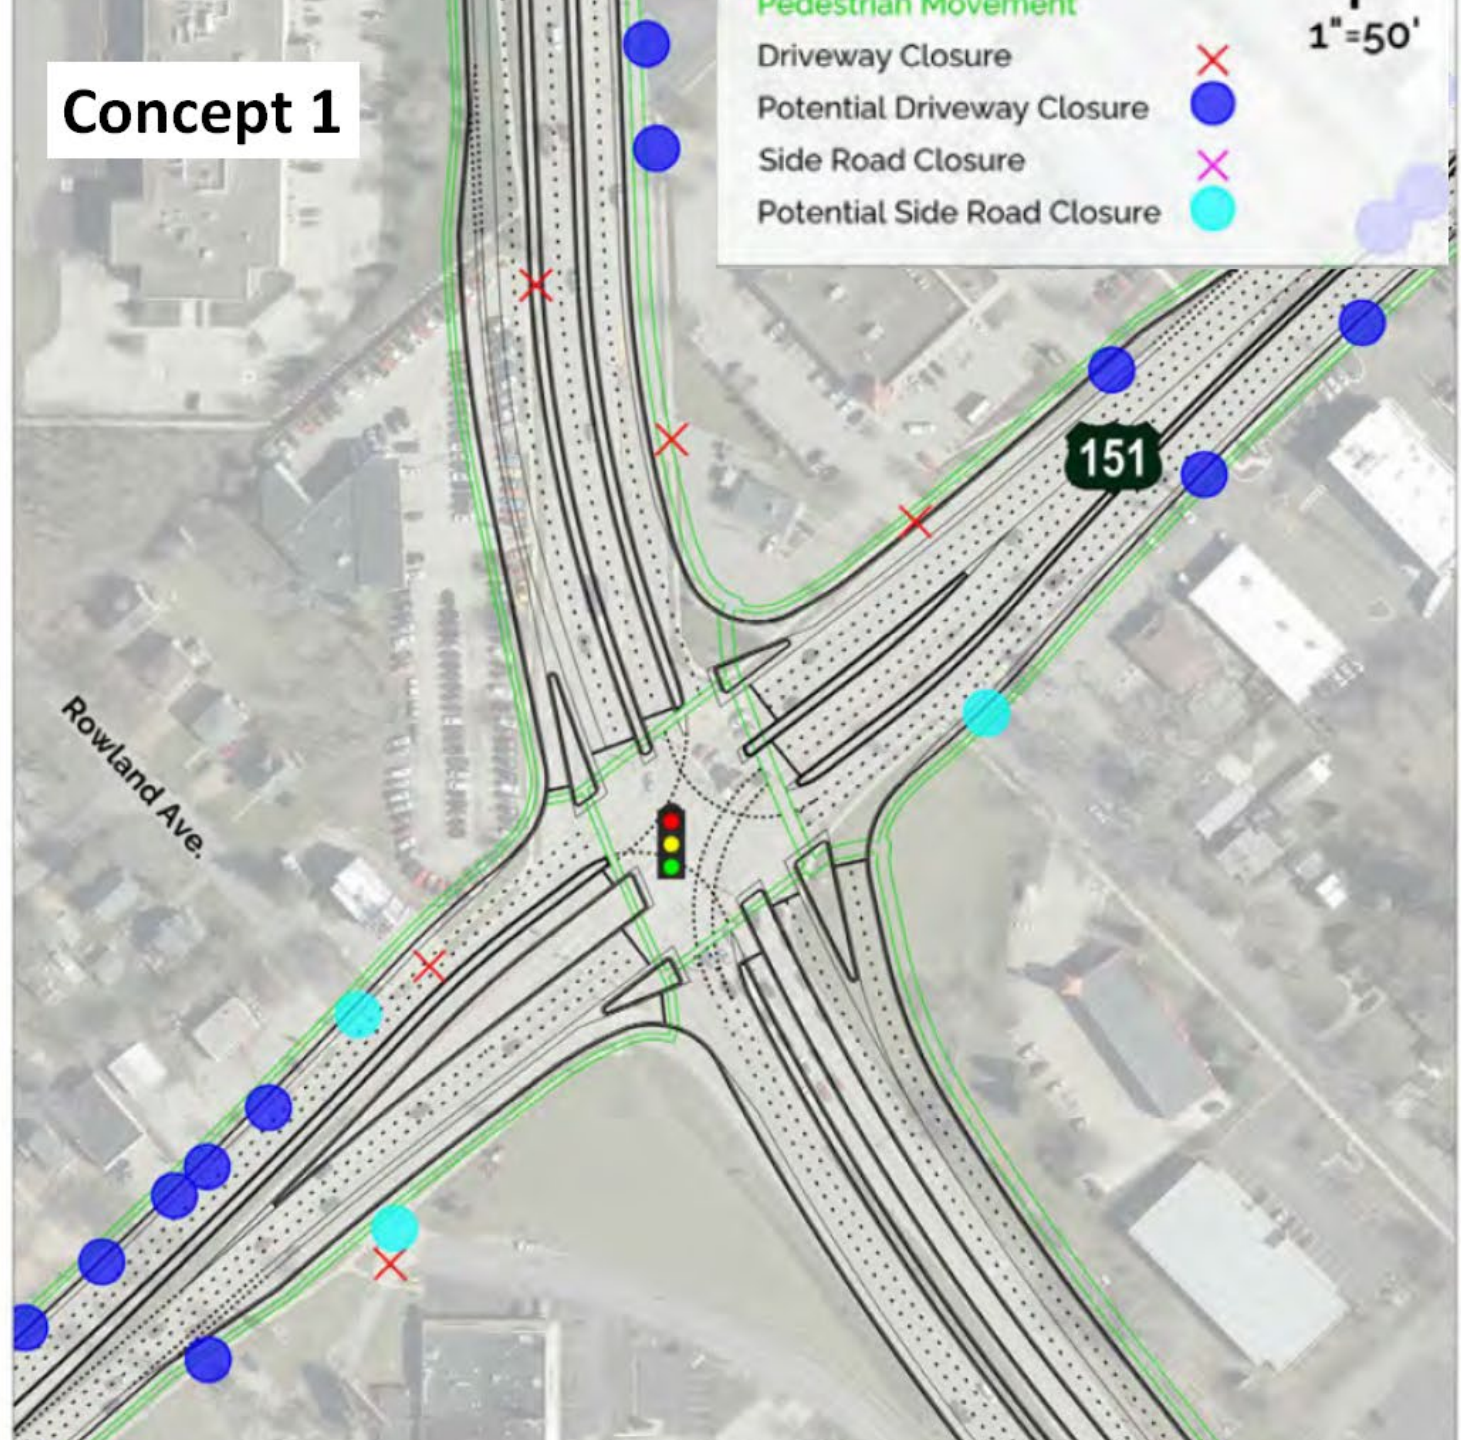 Pedestrian Movement
1"=50'
Driveway Closure
Concept 1
Potential Driveway Closure
Side Road Closure
Potential Side Road Closure
151
Rowland Ave.